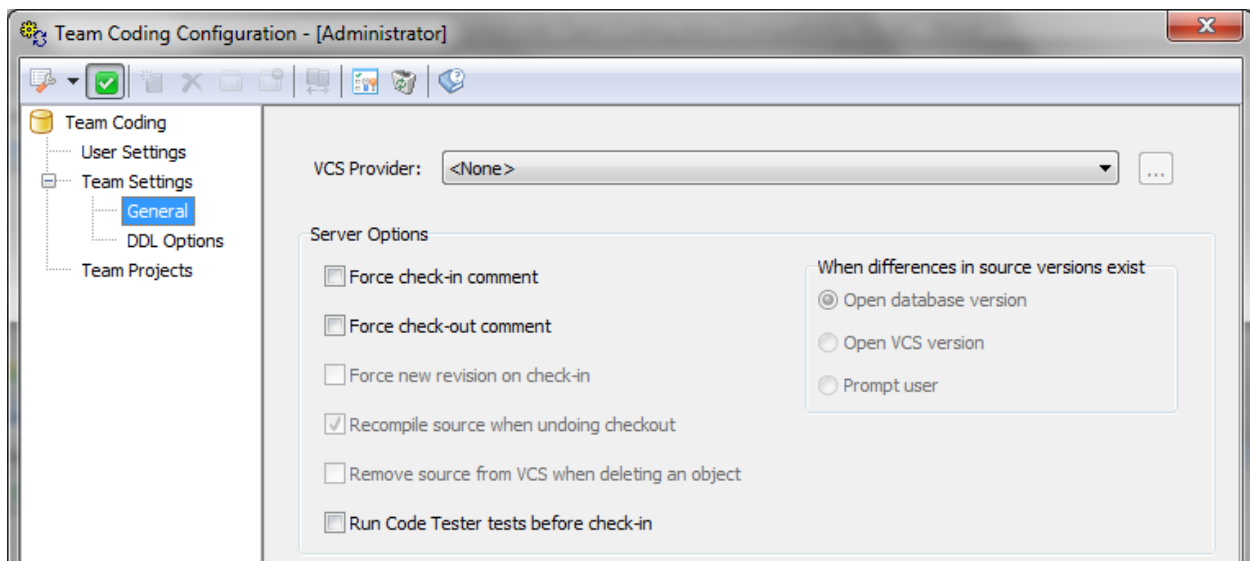 Team Coding Configuration - [Administrator]
Team Coding
User Settings
Team Settings
General
DDL Options
Team Projects
VCS Provider:
<None>
...
Server Options
Force check-in comment
Force check-out comment
Force new revision on check-in
Recompile source when undoing checkout
Remove source from VCS when deleting an object
Run Code Tester tests before check-in
When differences in source versions exist
Open database version
Open VCS version
Prompt user